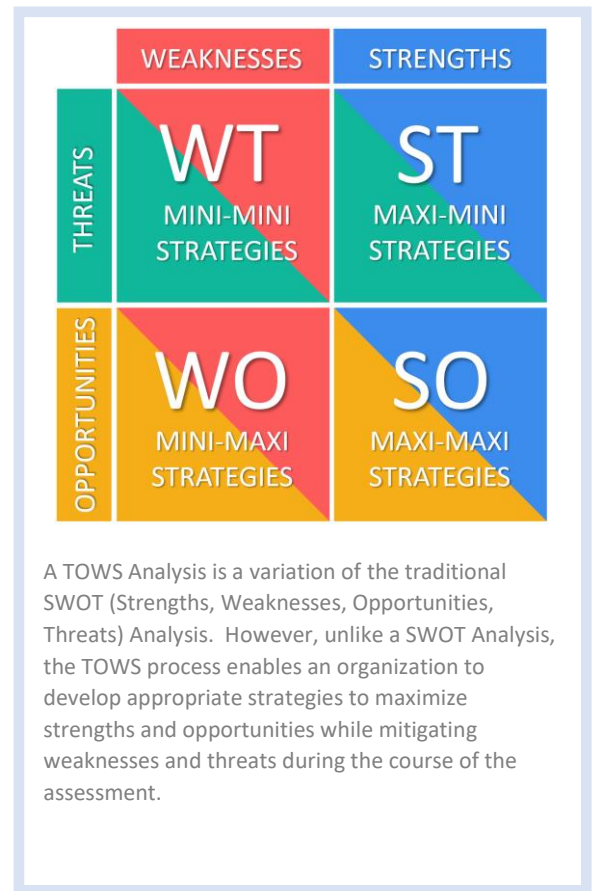 WEAKNESSES
STRENGTHS
THREATS
WT
MINI-MINI
STRATEGIES
ST
MAXI-MINI
STRATEGIES
OPPORTUNITIES
WO
MINI-MAXI
STRATEGIES
SO
MAXI-MAXI
STRATEGIES
A TOWS Analysis is a variation of the traditional
SWOT (Strengths, Weaknesses, Opportunities,
Threats) Analysis.  However, unlike a SWOT Analysis,
the TOWS process enables an organization to
develop appropriate strategies to maximize
strengths and opportunities while mitigating
weaknesses and threats during the course of the
assessment.